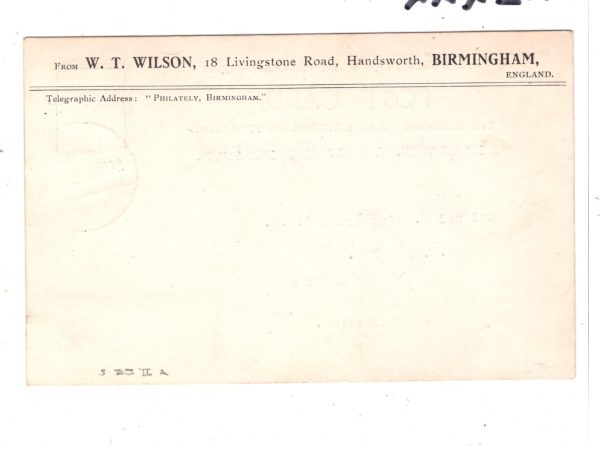 From W. T. WILSON, 18 Livingstone Road, Handsworth, BIRMINGHAM,
ENGLAND.
Telegraphic Address: "Philately, Birmingham."